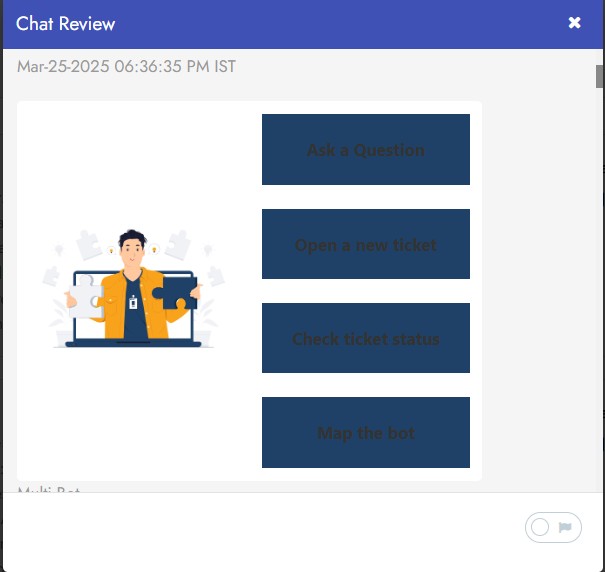 Chat Review
Mar-25-2025 06:36:35 PM IST
Ask a Question
Open a new ticket
Check ticket status
Map the bot
Multi Bot